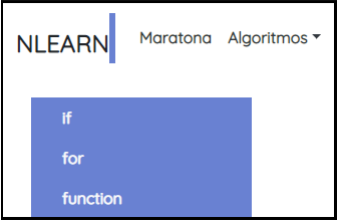 NLEARN Maratona Algoritmos
if
for
function